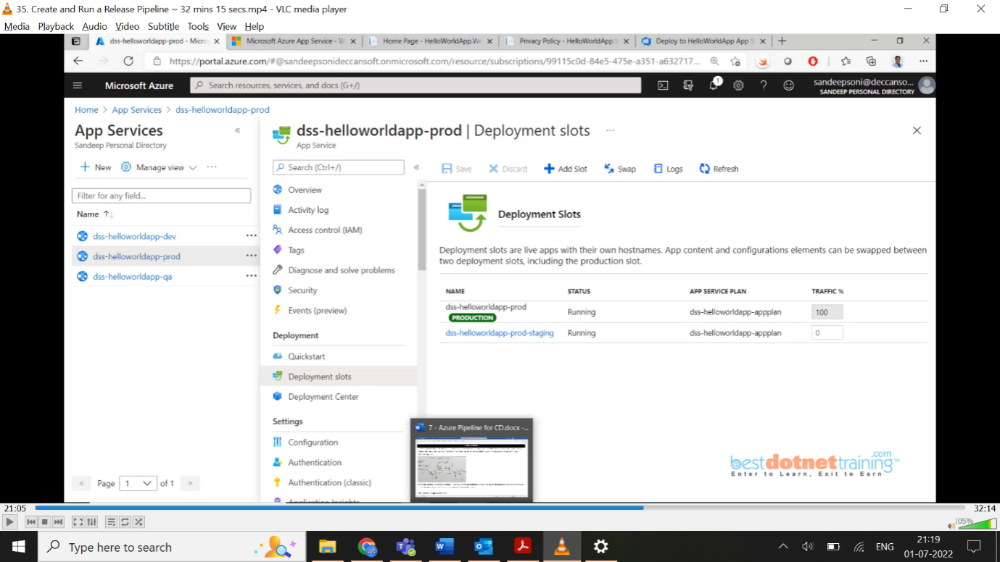 35. Create and Run a Release Pipeline ~ 32 mins 15 secs.mp4 - VLC media player
Media Playback Audio Video Subtitle Tools View Help
dss-helloworldapp-prod - Micro
Microsoft Azure App Service - W
Home Page - HelloWorldApp.We
Privacy Policy - HelloWorldApp.V
Deploy to HelloWorldApp App S
https://portal.azure.com/#@sandeepsonideccansoft.onmicrosoft.com/resource/subscriptions/99115c0d-84e5-475e-a351-a632717...
Microsoft Azure
Search resources, services, and docs (G+/)
1
sandeepsoni@deccanso...
SANDEEP PERSONAL DIRECTORY
Home > App Services > dss-helloworldapp-prod
App Services
Sandeep Personal Directory
New
Manage view
Filter for any field...
Name
dss-helloworldapp-dev
dss-helloworldapp-prod
dss-helloworldapp-qa
Page 1 of 1
dss-helloworldapp-prod | Deployment slots
App Service
Search (Ctrl+/)
Overview
Activity log
Access control (IAM)
Tags
Diagnose and solve problems
Security
Events (preview)
Deployment
Quickstart
Deployment slots
Deployment Center
Settings
Configuration
Authentication
Authentication (classic)
Application Insights
Save Discard Add Slot Swap Logs Refresh
Deployment Slots
Deployment slots are live apps with their own hostnames. App content and configurations elements can be swapped between
two deployment slots, including the production slot.
NAME STATUS APP SERVICE PLAN TRAFFIC %
dss-helloworldapp-prod Running dss-helloworldapp-appplan 100
PRODUCTION
dss-helloworldapp-prod-staging Running dss-helloworldapp-appplan 0
7 - Azure Pipeline for CD.docx -...
@bestdotnettraining.com™
Enter to Learn, Exit to Earn
21:05
32:14
105%
Type here to search
ENG
21:19
01-07-2022